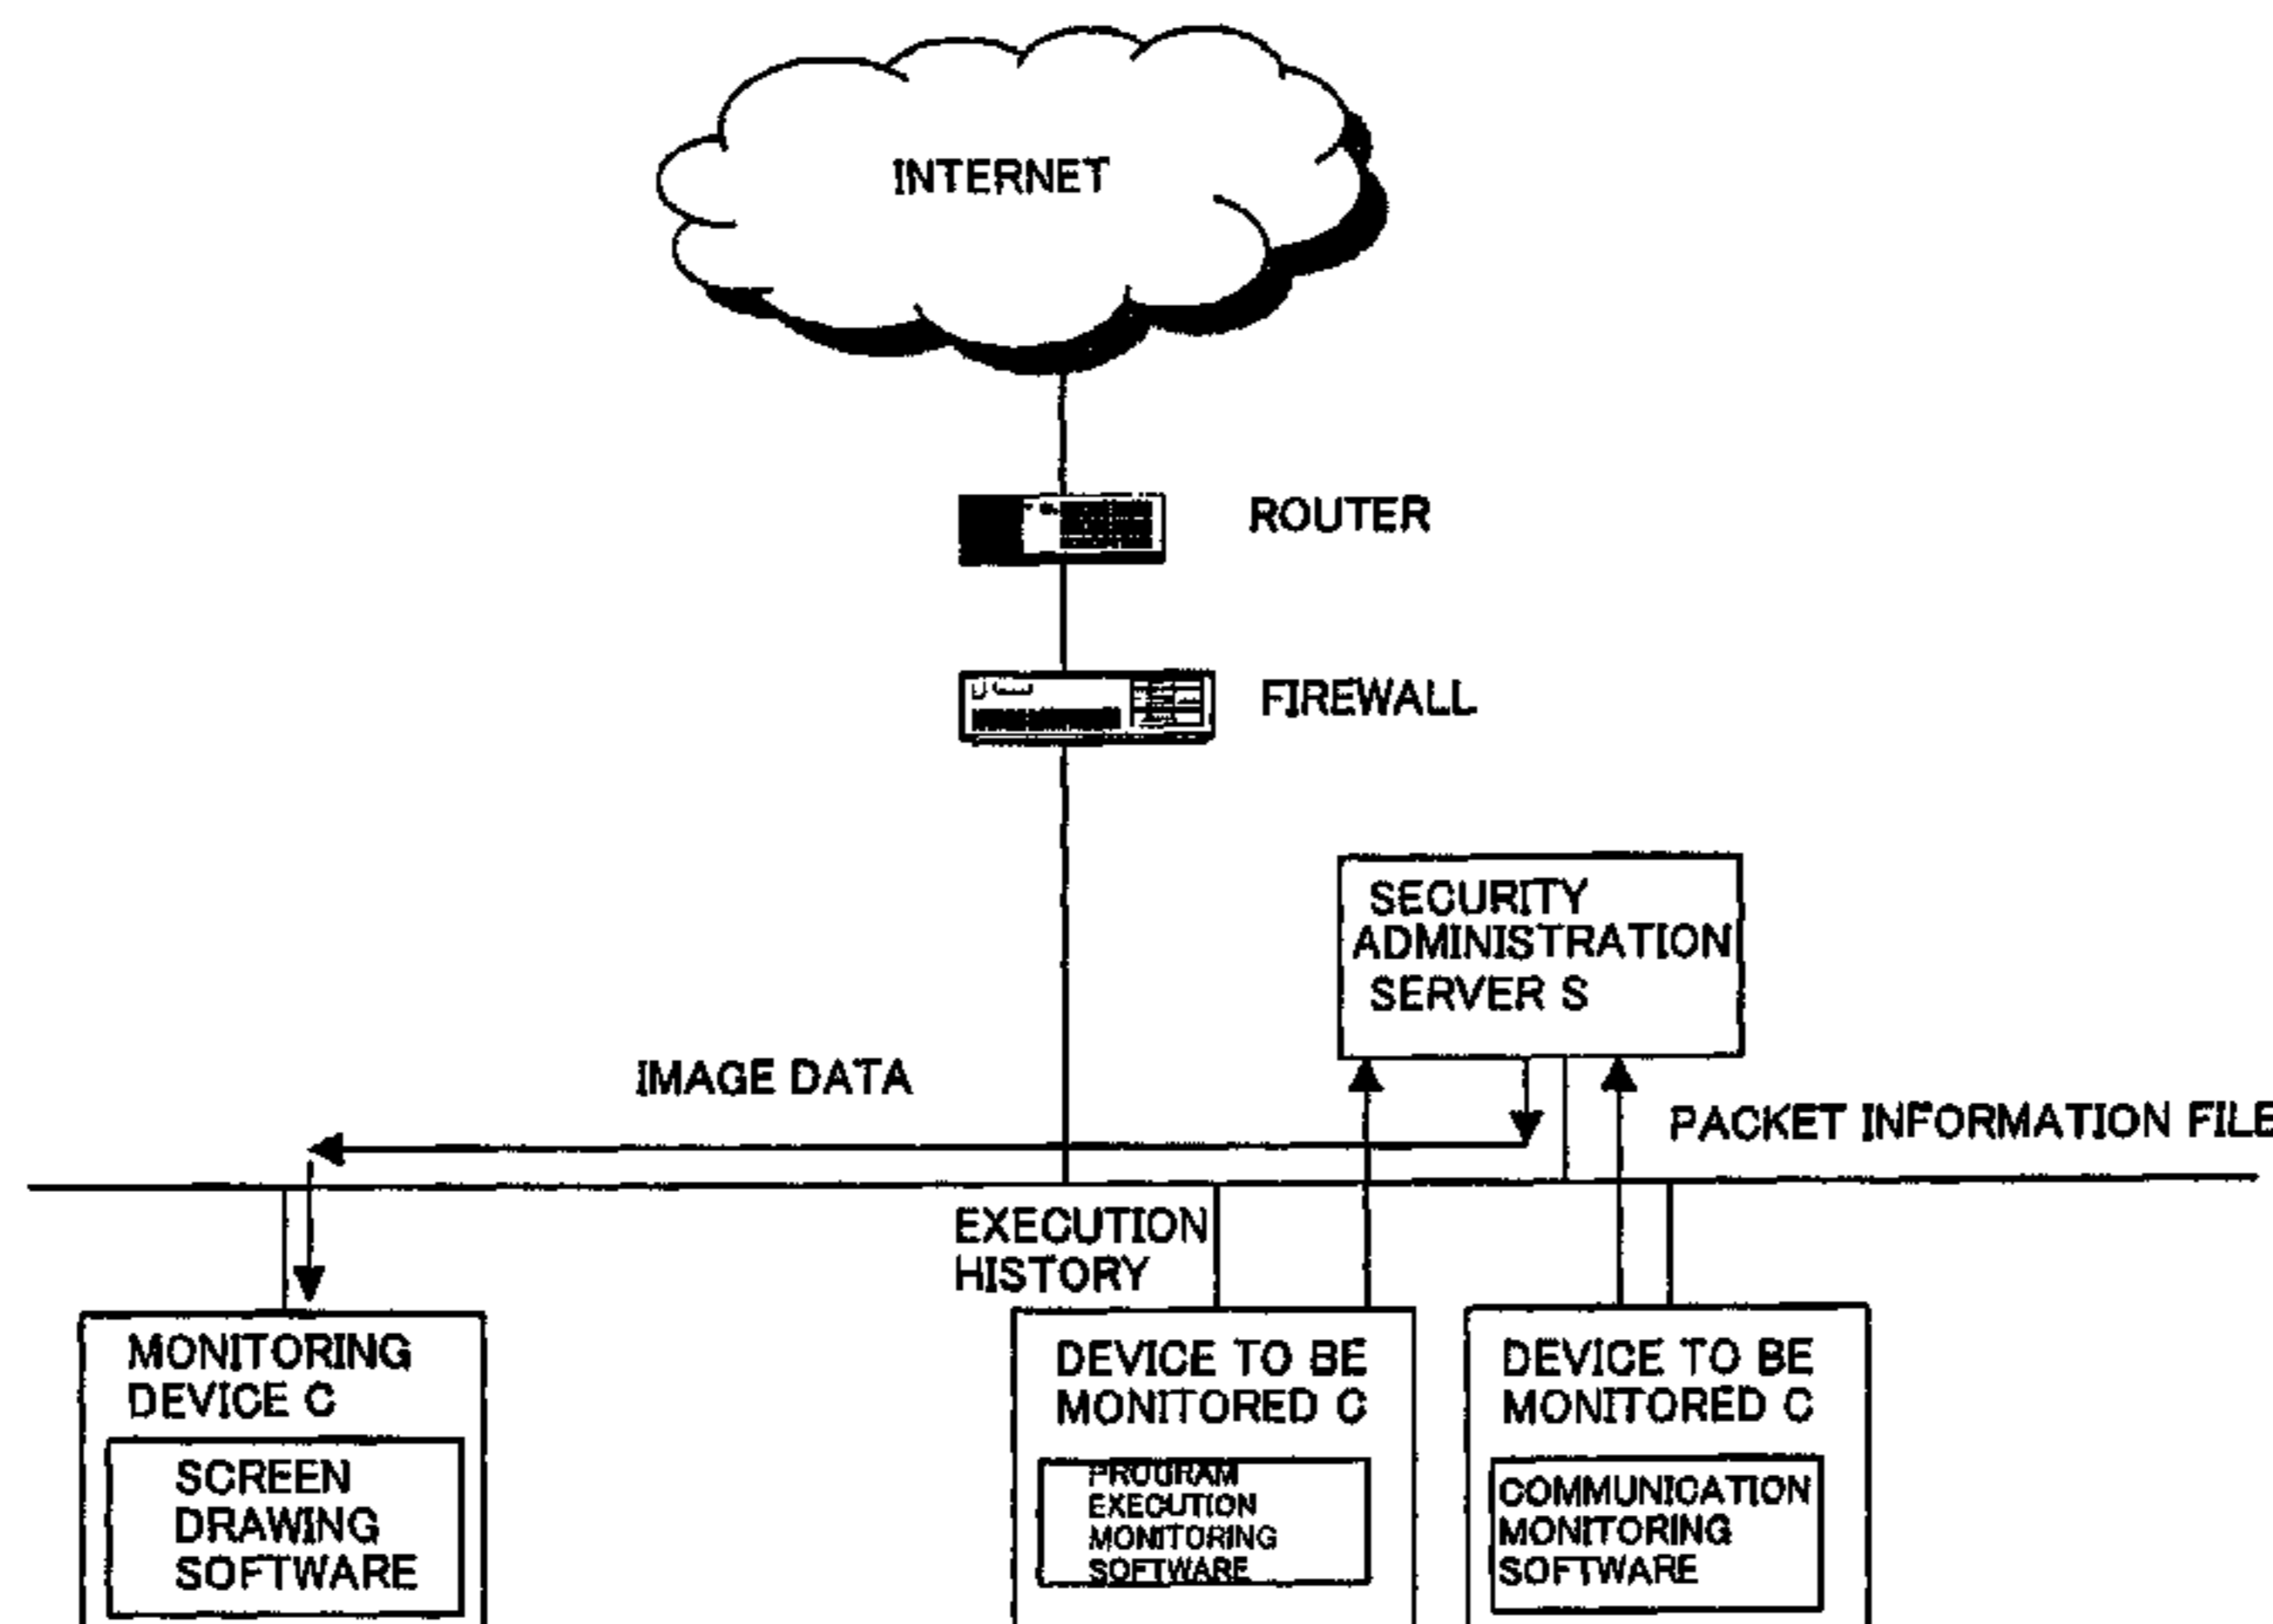 INTERNET
ROUTER
FIREWALL
SECURITY
ADMINISTRATION
SERVER S
IMAGE DATA
PACKET INFORMATION FILE
EXECUTION
HISTORY
MONITORING
DEVICE C
SCREEN
DRAWING
SOFTWARE
DEVICE TO BE
MONITORED C
PROGRAM
EXECUTION
MONITORING
SOFTWARE
DEVICE TO BE
MONITORED C
COMMUNICATION
MONITORING
SOFTWARE